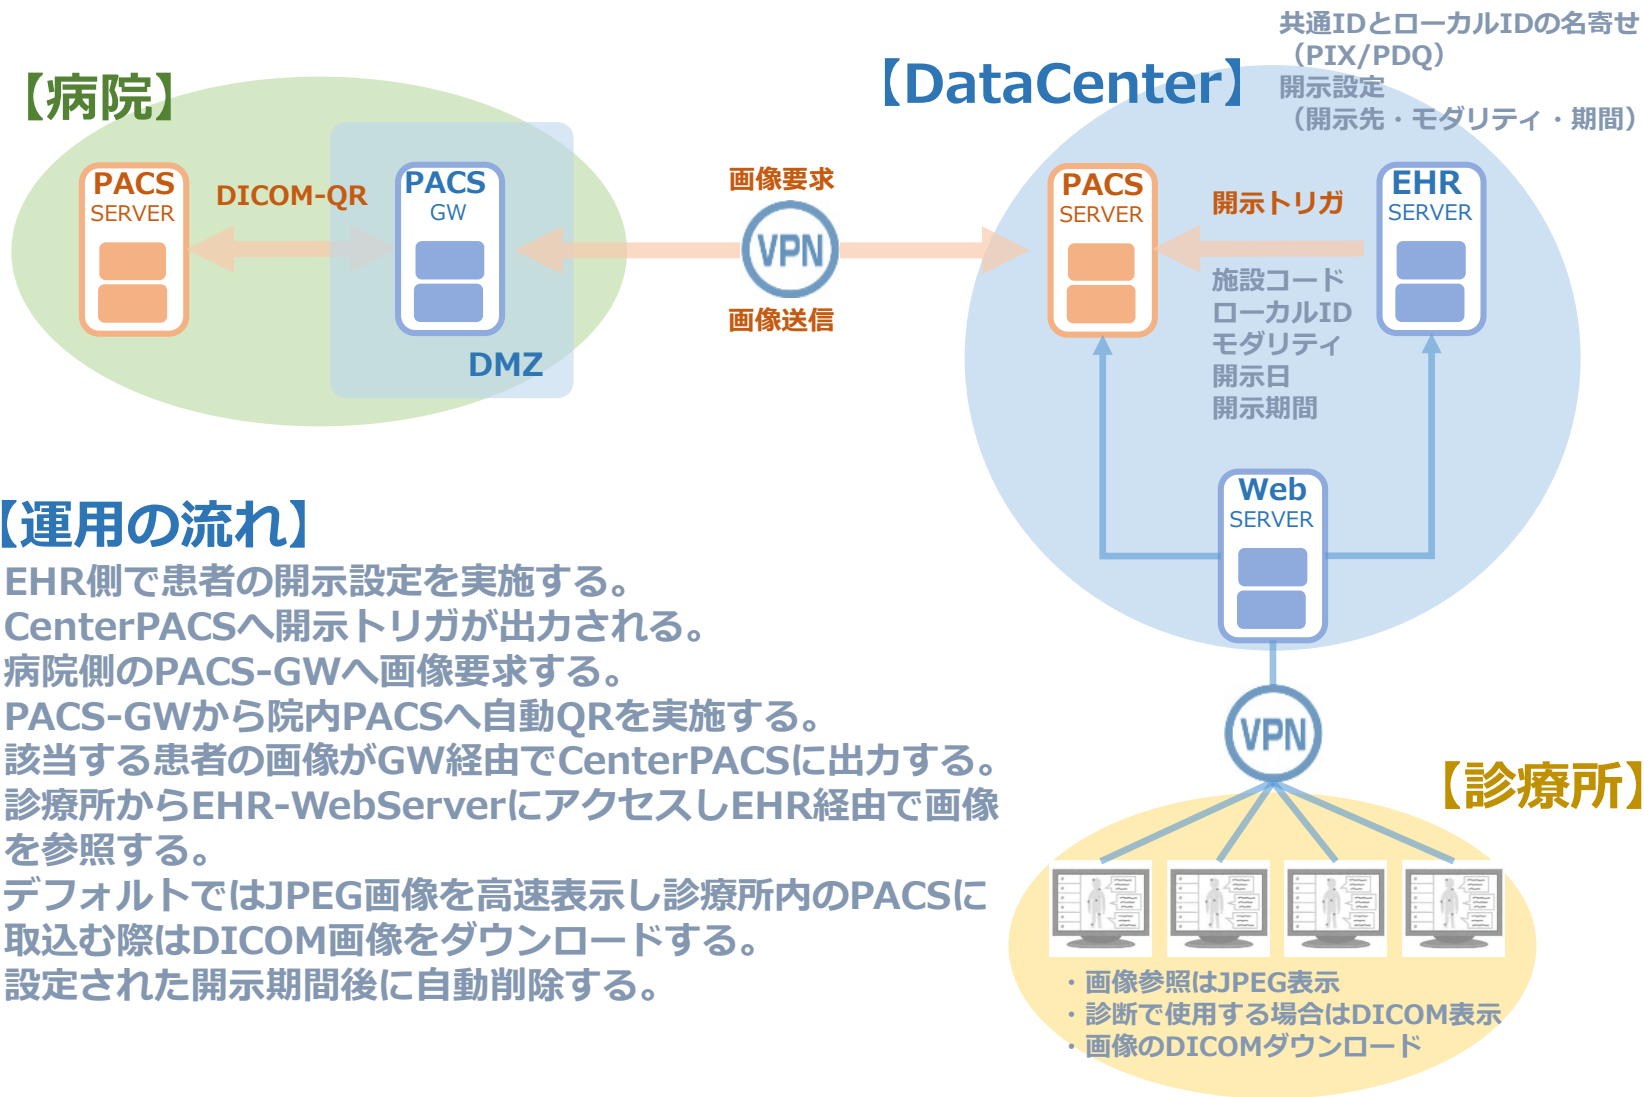 【病院】
PACS
SERVER
DICOM-QR
PACS
GW
DMZ
画像要求
VPN
画像送信
【DataCenter】
共通IDとローカルIDの名寄せ
（PIX/PDQ）
開示設定
（開示先・モダリティ・期間）
PACS
SERVER
開示トリガ
施設コード
ローカルID
モダリティ
開示日
開示期間
EHR
SERVER
Web
SERVER
VPN
【運用の流れ】
EHR側で患者の開示設定を実施する。
CenterPACSへ開示トリガが出力される。
病院側のPACS-GWへ画像要求する。
PACS-GWから院内PACSへ自動QRを実施する。
該当する患者の画像がGW経由でCenterPACSに出力する。
診療所からEHR-WebServerにアクセスしEHR経由で画像
を参照する。
デフォルトではJPEG画像を高速表示し診療所内のPACSに
取込む際はDICOM画像をダウンロードする。
設定された開示期間後に自動削除する。
【診療所】
・画像参照はJPEG表示
・診断で使用する場合はDICOM表示
・画像のDICOMダウンロード